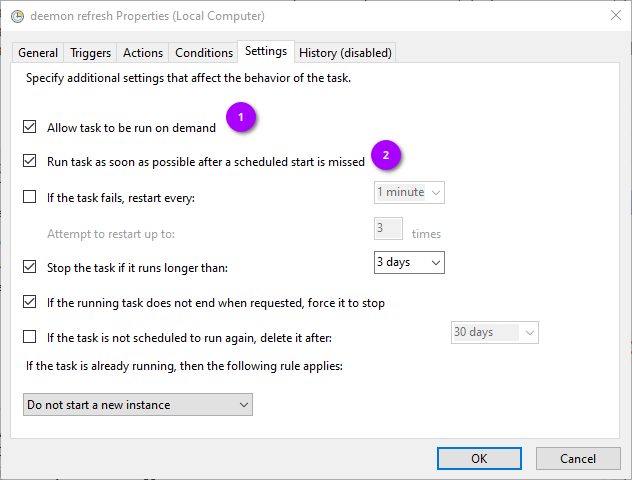 deemon refresh Properties (Local Computer)
General Triggers Actions Conditions Settings History (disabled)
Specify additional settings that affect the behavior of the task.
Allow task to be run on demand 1
Run task as soon as possible after a scheduled start is missed 2
If the task fails, restart every: 1 minute
Attempt to restart up to: 3 times
Stop the task if it runs longer than: 3 days
If the running task does not end when requested, force it to stop
If the task is not scheduled to run again, delete it after: 30 days
If the task is already running, then the following rule applies:
Do not start a new instance
OK Cancel